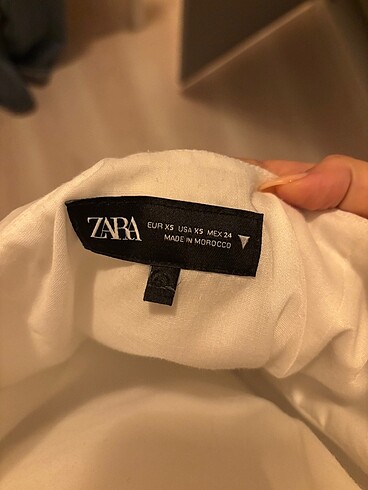 ZARA
EUR XS USA XS MEX 24
MADE IN MOROCCO